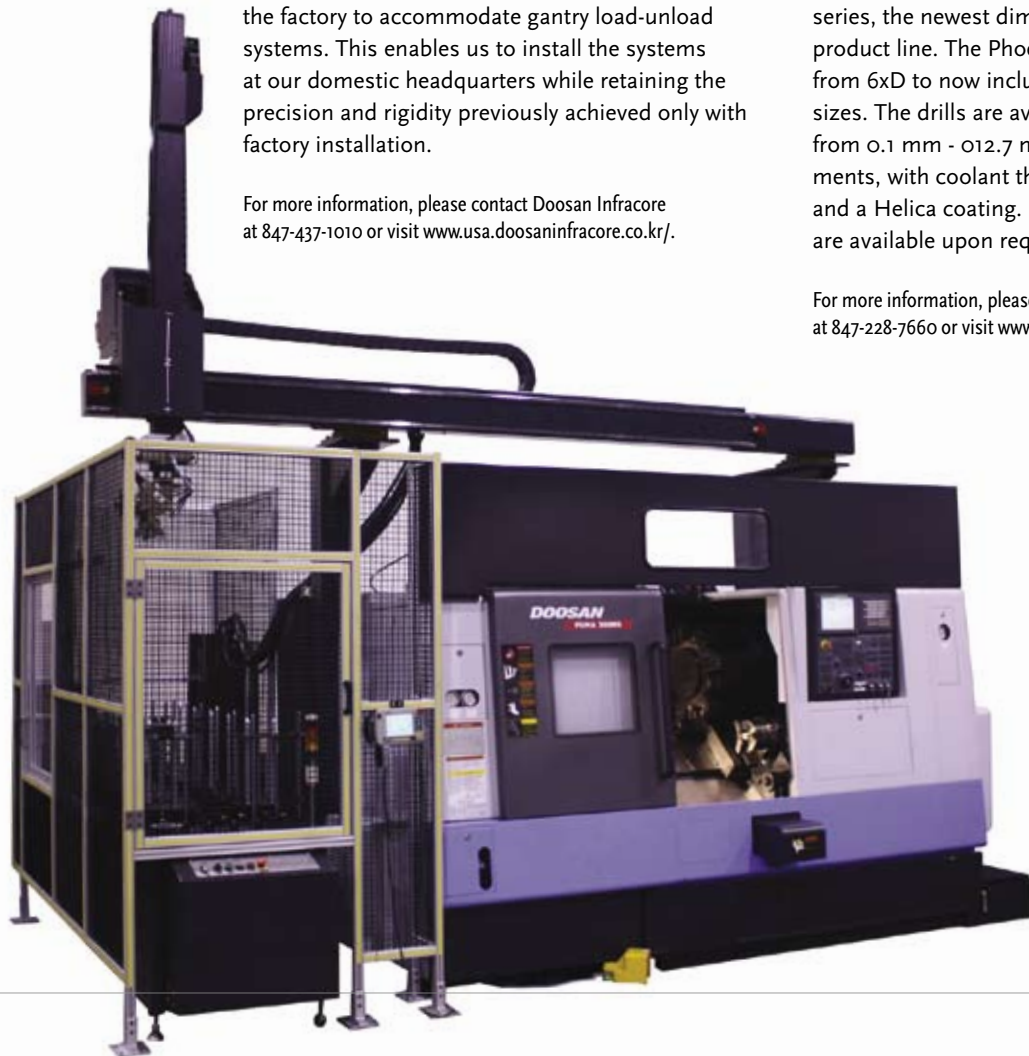 the factory to accommodate gantry load-unload
systems. This enables us to install the systems
at our domestic headquarters while retaining the
precision and rigidity previously achieved only with
factory installation.
For more information, please contact Doosan Infracore
at 847-437-1010 or visit www.usa.doosaninfracore.co.kr/.
series, the newest dim
product line. The Phoe
from 6xD to now inclu
sizes. The drills are av
from 0.1 mm - 012.7 m
ments, with coolant th
and a Helica coating.
are available upon req
For more information, please
at 847-228-7660 or visit www
DOOSAN
PUMA